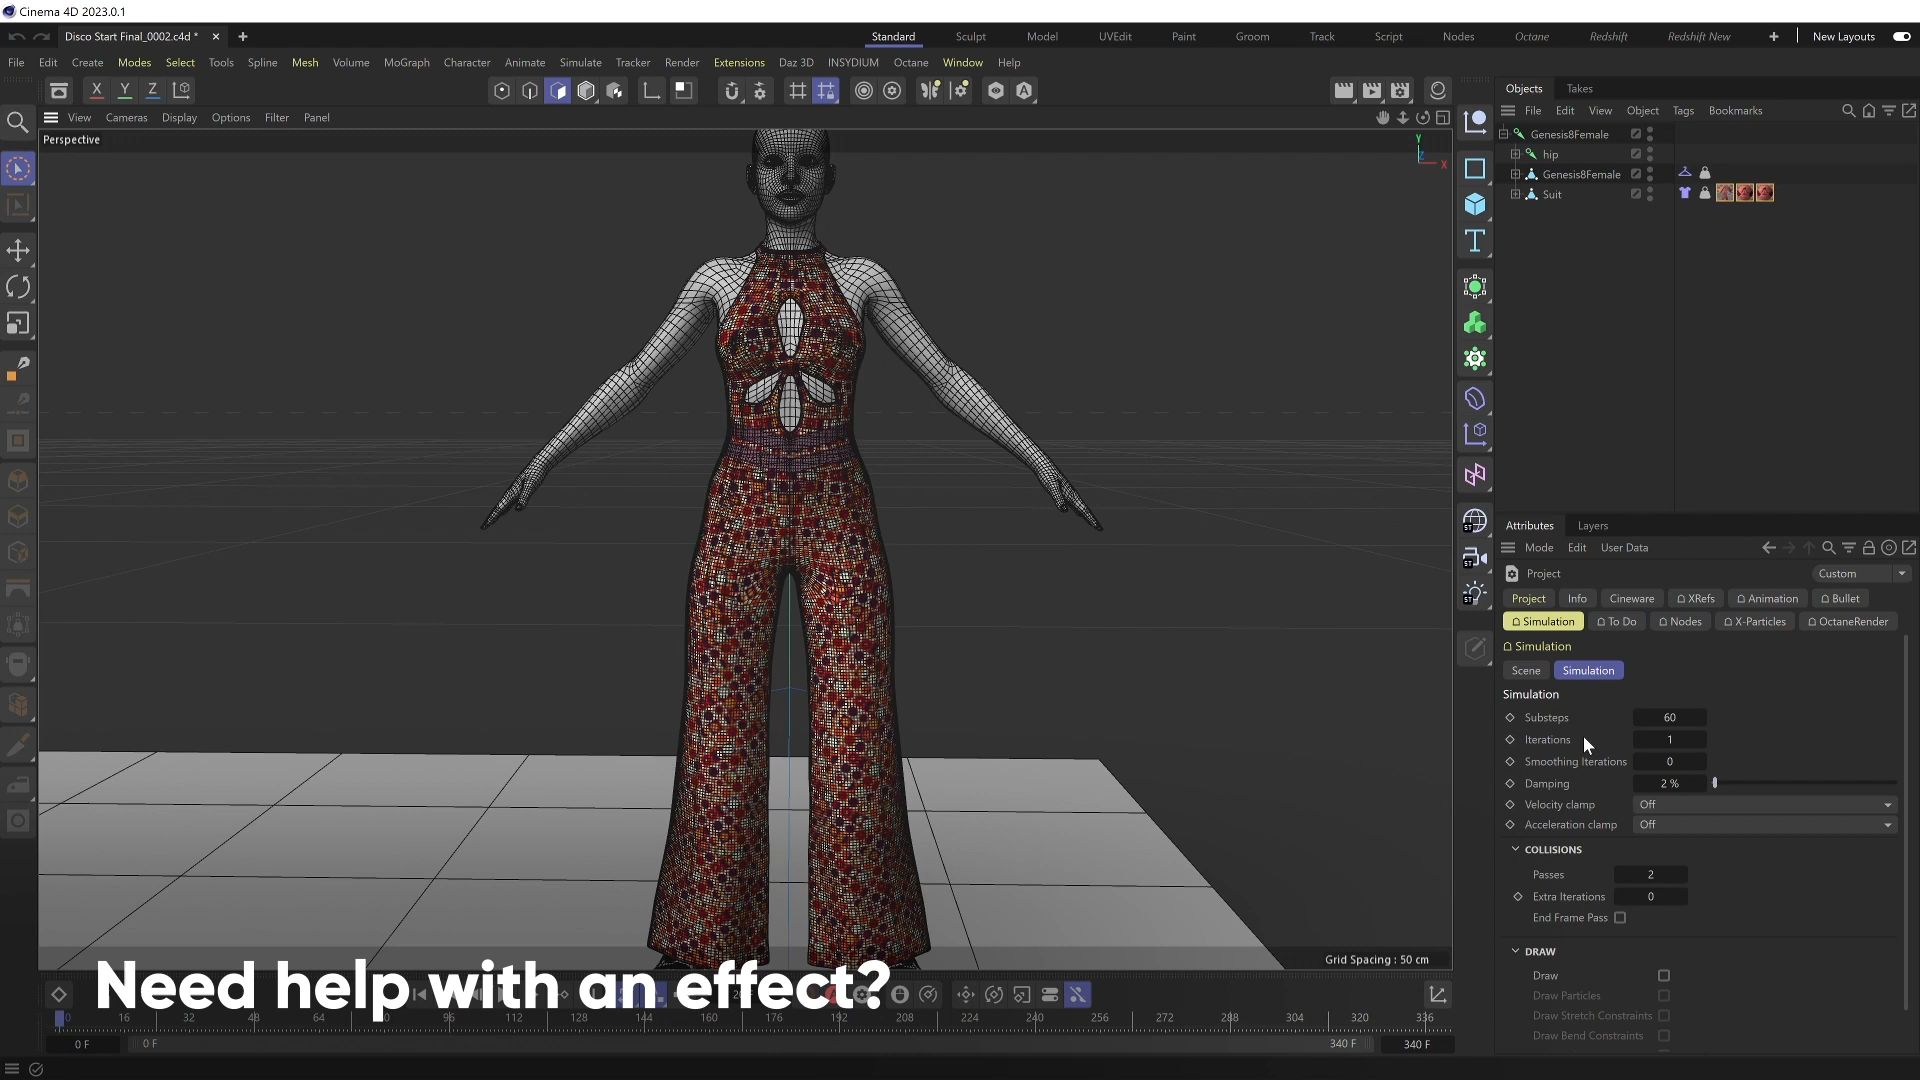 Cinema 4D 2023.0.1
Disco Start Final_0002.c4d *
Standard Sculpt Model UVEdit Paint Groom Track Script Nodes Octane Redshift Redshift New New Layouts
File Edit Create Modes Select Tools Spline Mesh Volume MoGraph Character Animate Simulate Tracker Render Extensions Daz 3D INSYDIUM Octane Window Help
X Y Z
Objects Takes
View Cameras Display Options Filter Panel
File Edit View Object Tags Bookmarks
Perspective
Y
Z
X
Genesis8Female
hip
Genesis8Female
Suit
Attributes Layers
Mode Edit User Data
Project Custom
Project Info Cineware XRefs Animation Bullet
Simulation To Do Nodes X-Particles OctaneRender
Simulation
Scene Simulation
Simulation
Substeps 60
Iterations 1
Smoothing Iterations 0
Damping 2 %
Velocity clamp Off
Acceleration clamp Off
COLLISIONS
Passes 2
Extra Iterations 0
End Frame Pass
DRAW
Draw
Draw Particles
Draw Stretch Constraints
Draw Bend Constraints
ST
ST
ST
Grid Spacing : 50 cm
Need help with an effect?
0 16 32 48 64 96 112 128 144 160 176 192 208 224 240 256 272 288 304 320 336
0 F 0 F 340 F 340 F